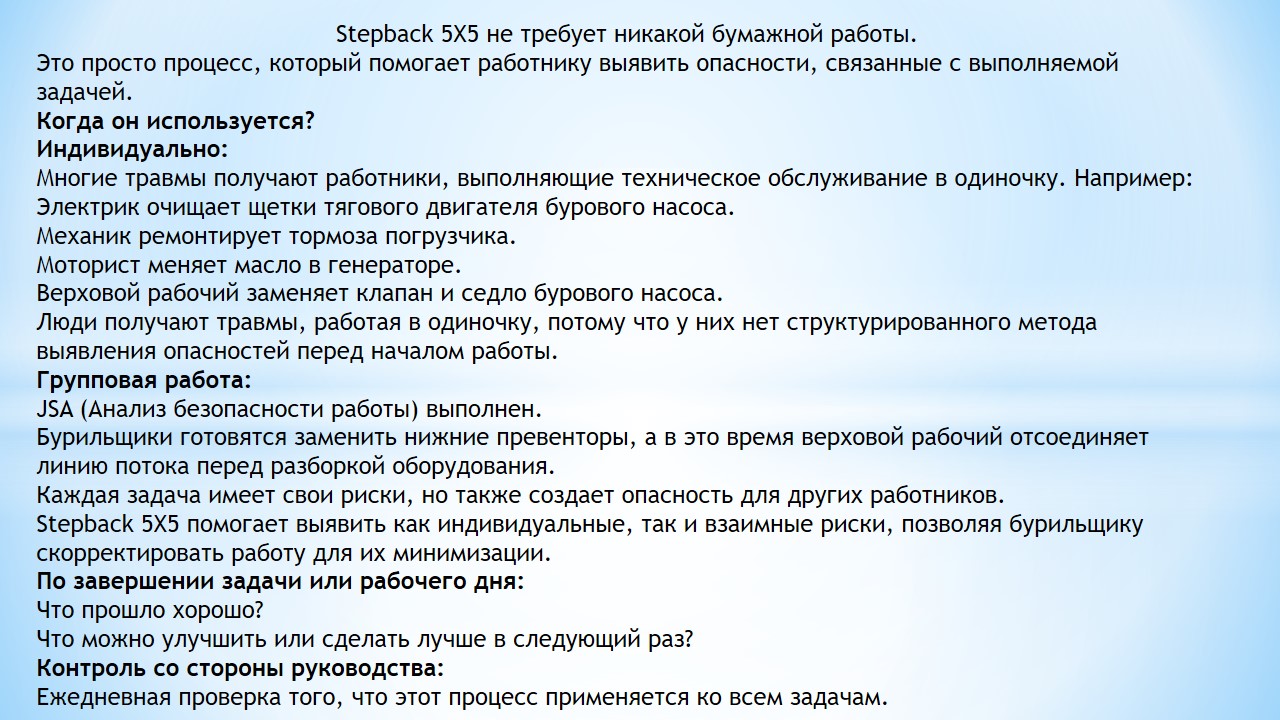 Stepback 5X5 не требует никакой бумажной работы.
Это просто процесс, который помогает работнику выявить опасности, связанные с выполняемой
задачей.
Когда он используется?
Индивидуально:
Многие травмы получают работники, выполняющие техническое обслуживание в одиночку. Например:
Электрик очищает щетки тягового двигателя бурового насоса.
Механик ремонтирует тормоза погрузчика.
Моторист меняет масло в генераторе.
Верховой рабочий заменяет клапан и седло бурового насоса.
Люди получают травмы, работая в одиночку, потому что у них нет структурированного метода
выявления опасностей перед началом работы.
Групповая работа:
JSA (Анализ безопасности работы) выполнен.
Бурильщики готовятся заменить нижние превенторы, а в это время верховой рабочий отсоединяет
линию потока перед разборкой оборудования.
Каждая задача имеет свои риски, но также создает опасность для других работников.
Stepback 5X5 помогает выявить как индивидуальные, так и взаимные риски, позволяя бурильщику
скорректировать работу для их минимизации.
По завершении задачи или рабочего дня:
Что прошло хорошо?
Что можно улучшить или сделать лучше в следующий раз?
Контроль со стороны руководства:
Ежедневная проверка того, что этот процесс применяется ко всем задачам.